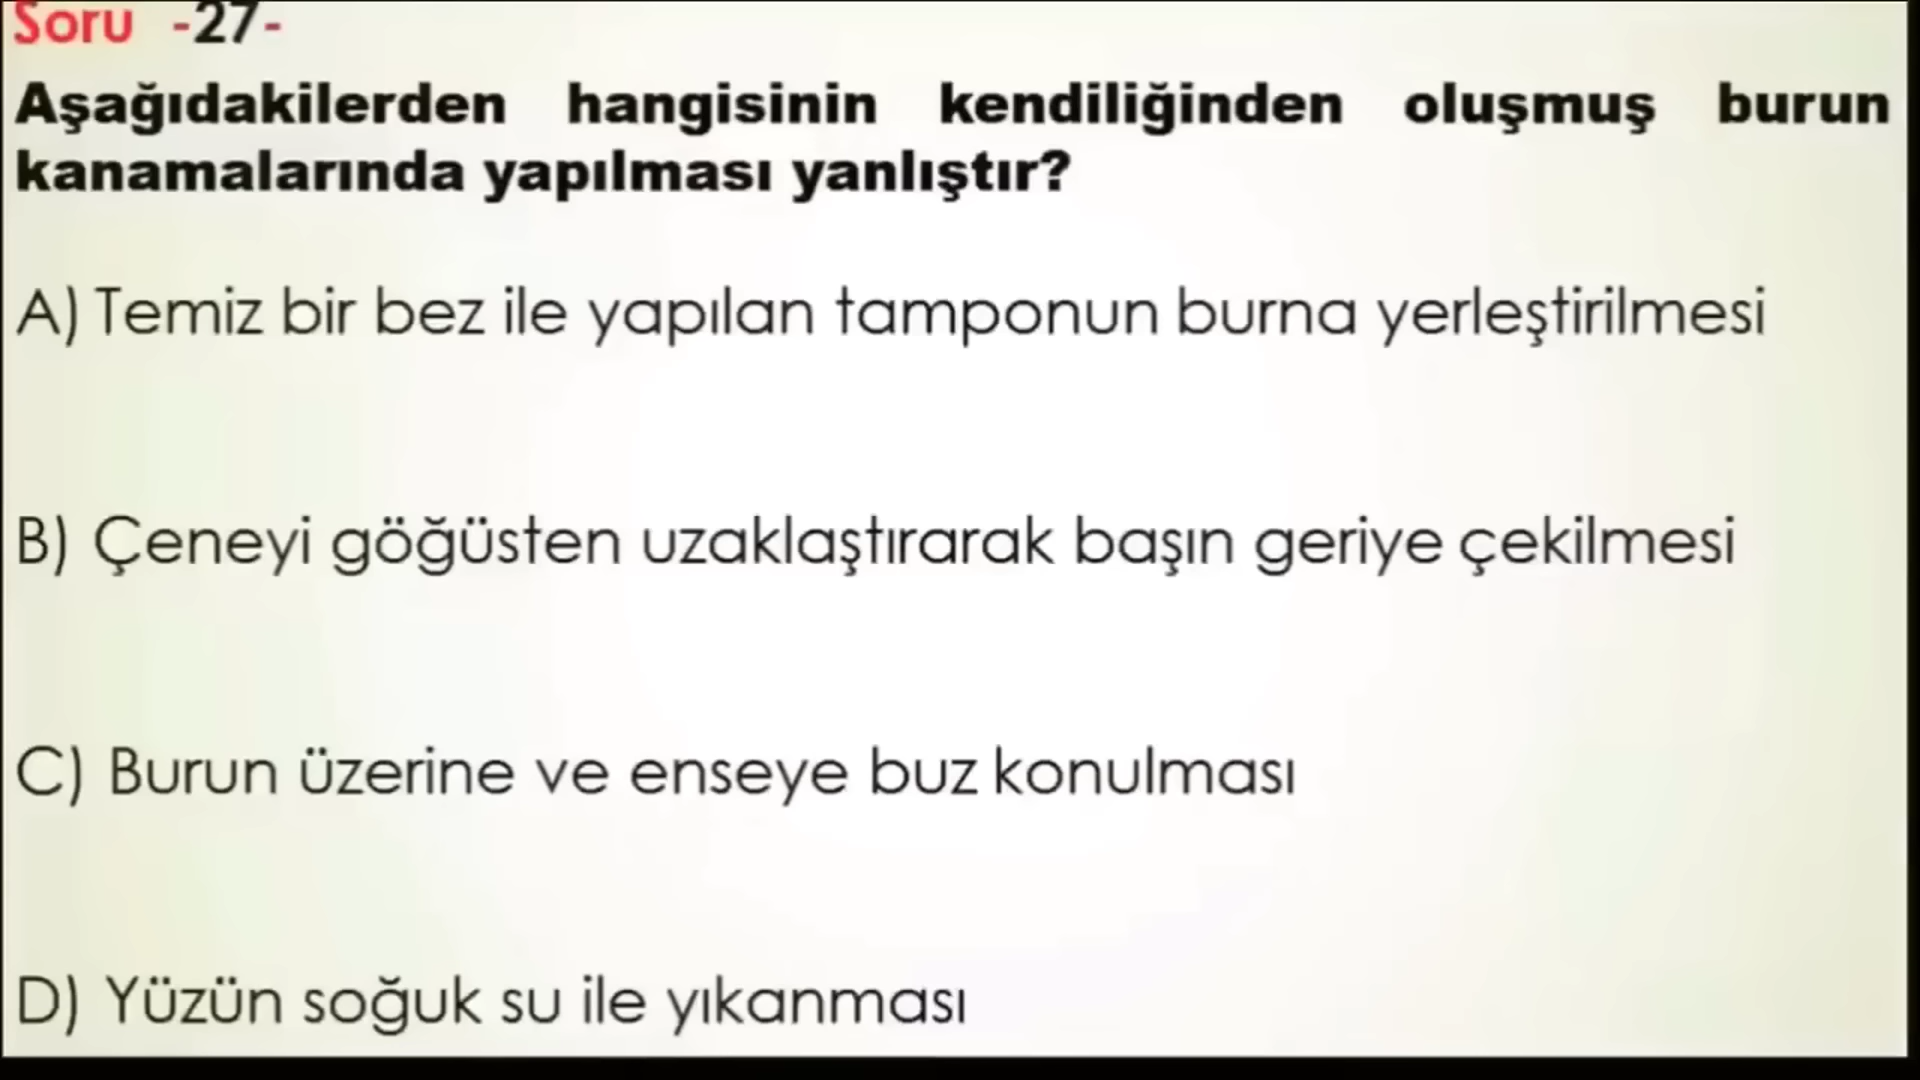 Soru -27-
Aşağıdakilerden hangisinin kendiliğinden oluşmuş burun
kanamalarında yapılması yanlıştır?
A) Temiz bir bez ile yapılan tamponun burna yerleştirilmesi
B) Çeneyi göğüsten uzaklaştırarak başın geriye çekilmesi
C) Burun üzerine ve enseye buz konulması
D) Yüzün soğuk su ile yıkanması